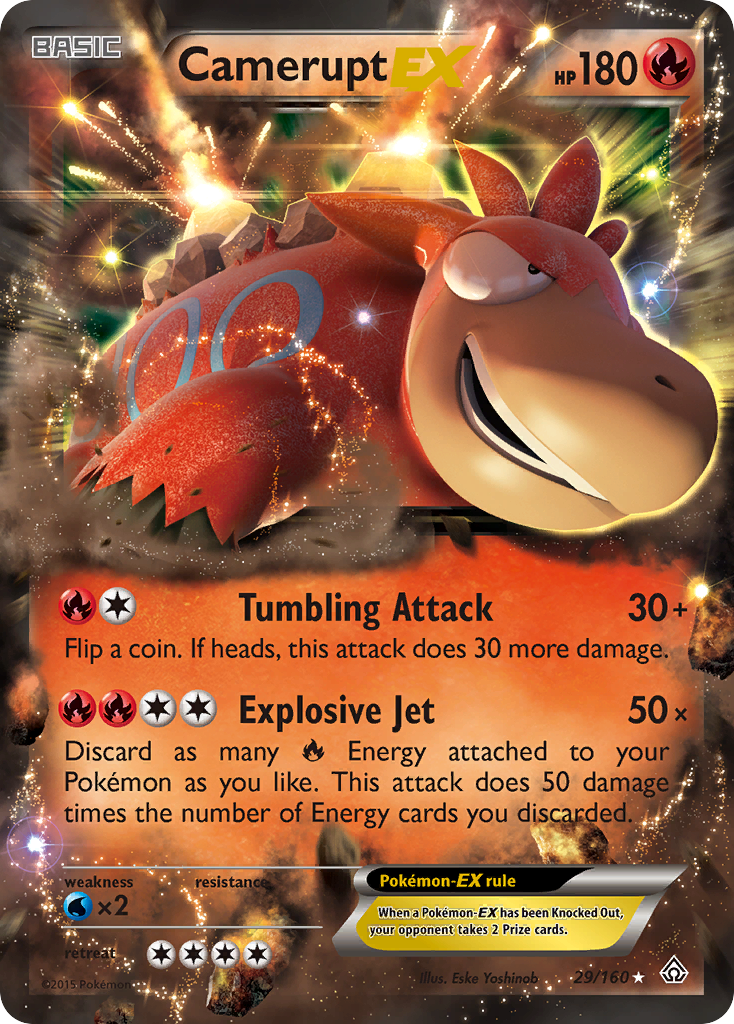 BASIC
Camerupt EX
HP 180
Tumbling Attack 30+
Flip a coin. If heads, this attack does 30 more damage.
Explosive Jet 50×
Discard as many Energy attached to your
Pokémon as you like. This attack does 50 damage
times the number of Energy cards you discarded.
weakness resistance
×2
retreat
Pokémon-EX rule
When a Pokémon-EX has been Knocked Out,
your opponent takes 2 Prize cards.
©2015 Pokémon
Illus. Eske Yoshinob
29/160